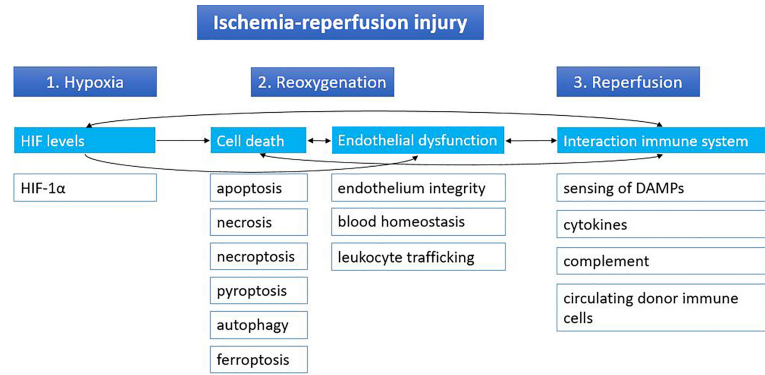 Ischemia-reperfusion injury
1. Hypoxia
2. Reoxygenation
3. Reperfusion
HIF levels
Cell death
Endothelial dysfunction
Interaction immune system
HIF-1α
apoptosis
necrosis
necroptosis
pyroptosis
autophagy
ferroptosis
endothelium integrity
blood homeostasis
leukocyte trafficking
sensing of DAMPs
cytokines
complement
circulating donor immune
cells